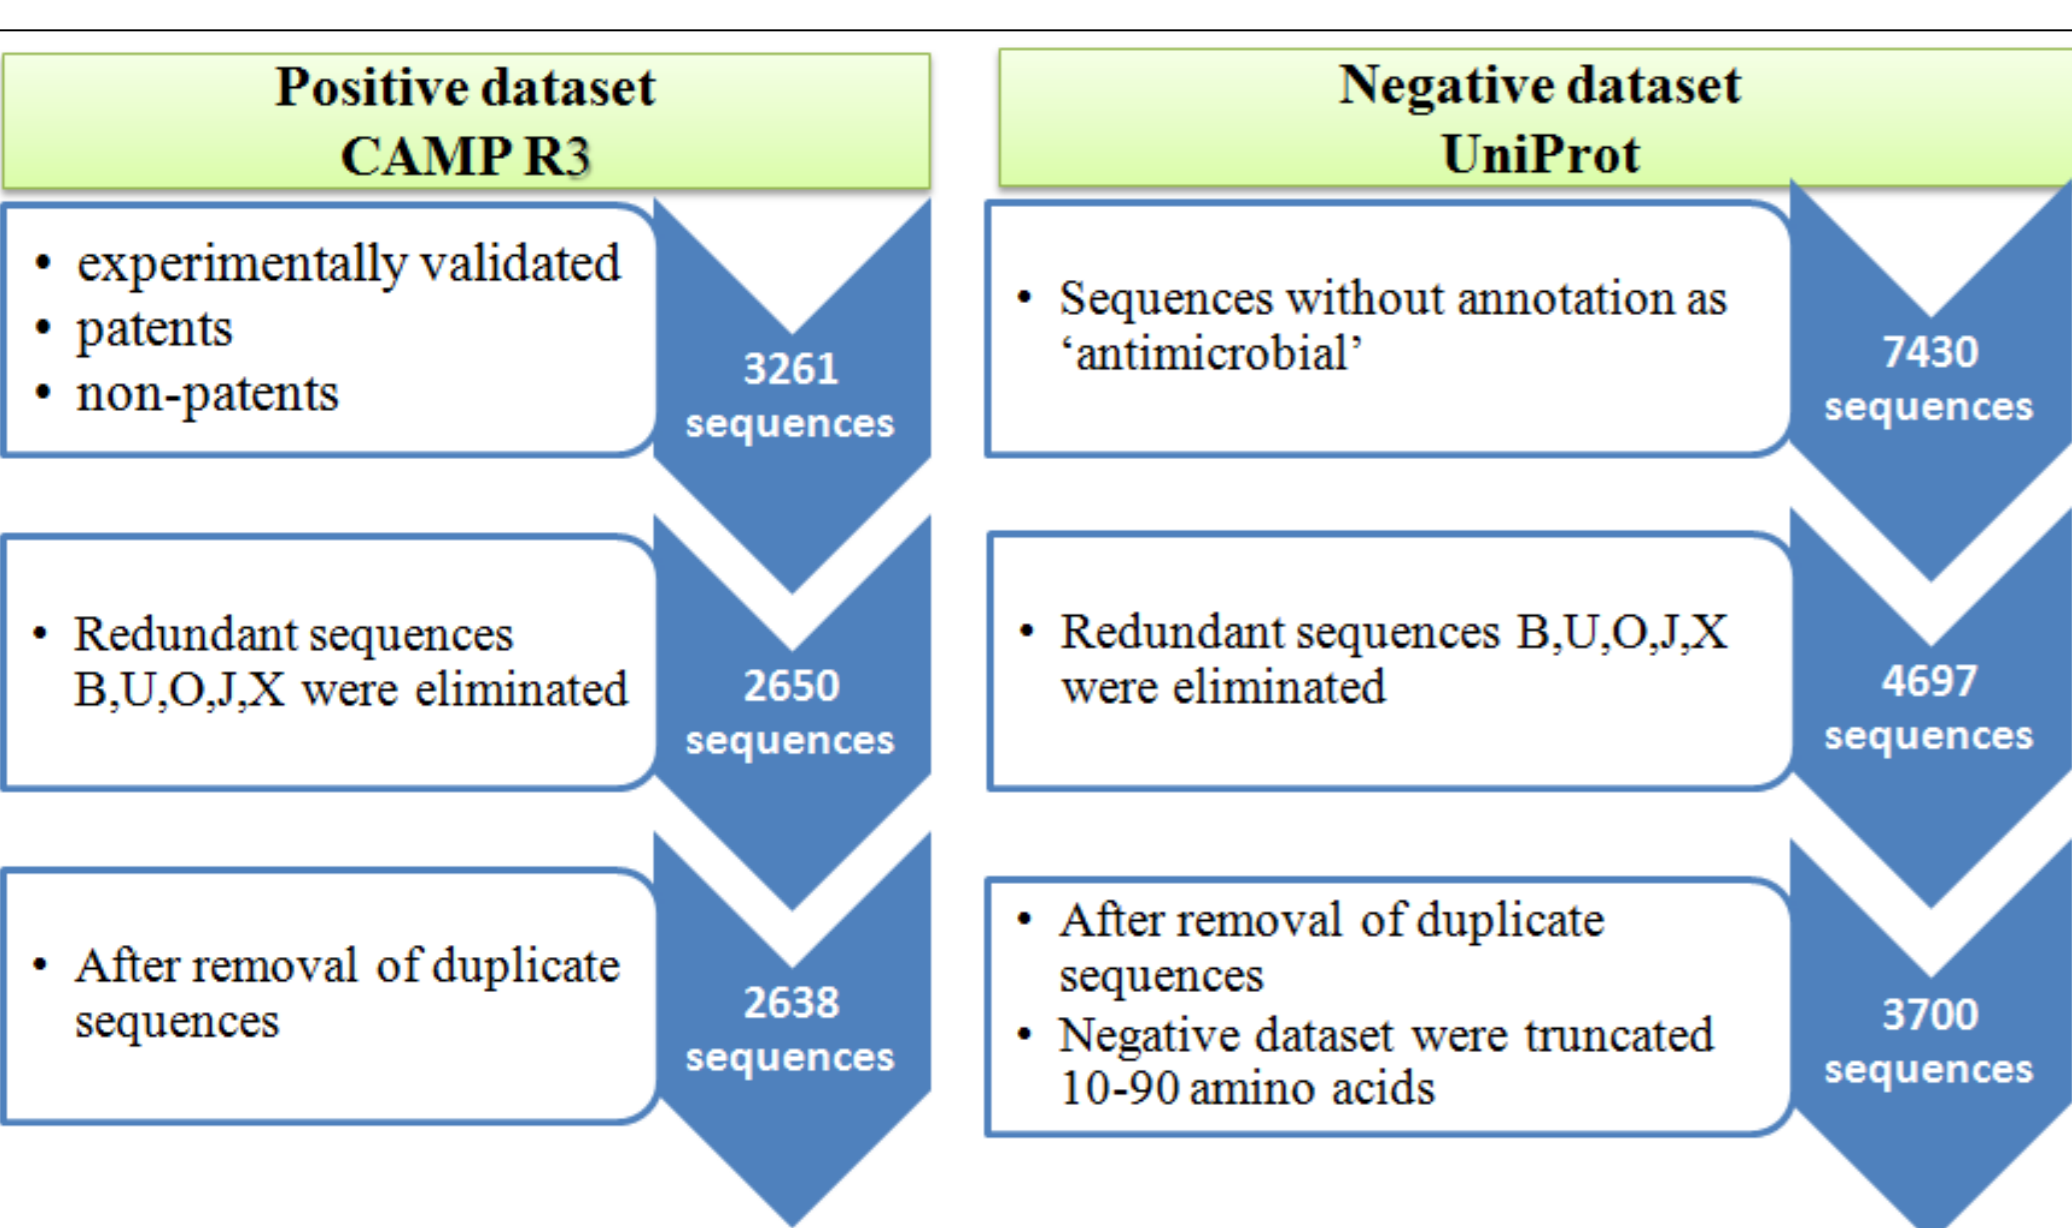 Positive dataset
CAMP R3
• experimentally validated
• patents
• non-patents
3261
sequences
• Redundant sequences
B,U,O,J,X were eliminated
2650
sequences
• After removal of duplicate
sequences
2638
sequences
Negative dataset
UniProt
• Sequences without annotation as
‘antimicrobial’
7430
sequences
• Redundant sequences B,U,O,J,X
were eliminated
4697
sequences
• After removal of duplicate
sequences
• Negative dataset were truncated
10-90 amino acids
3700
sequences